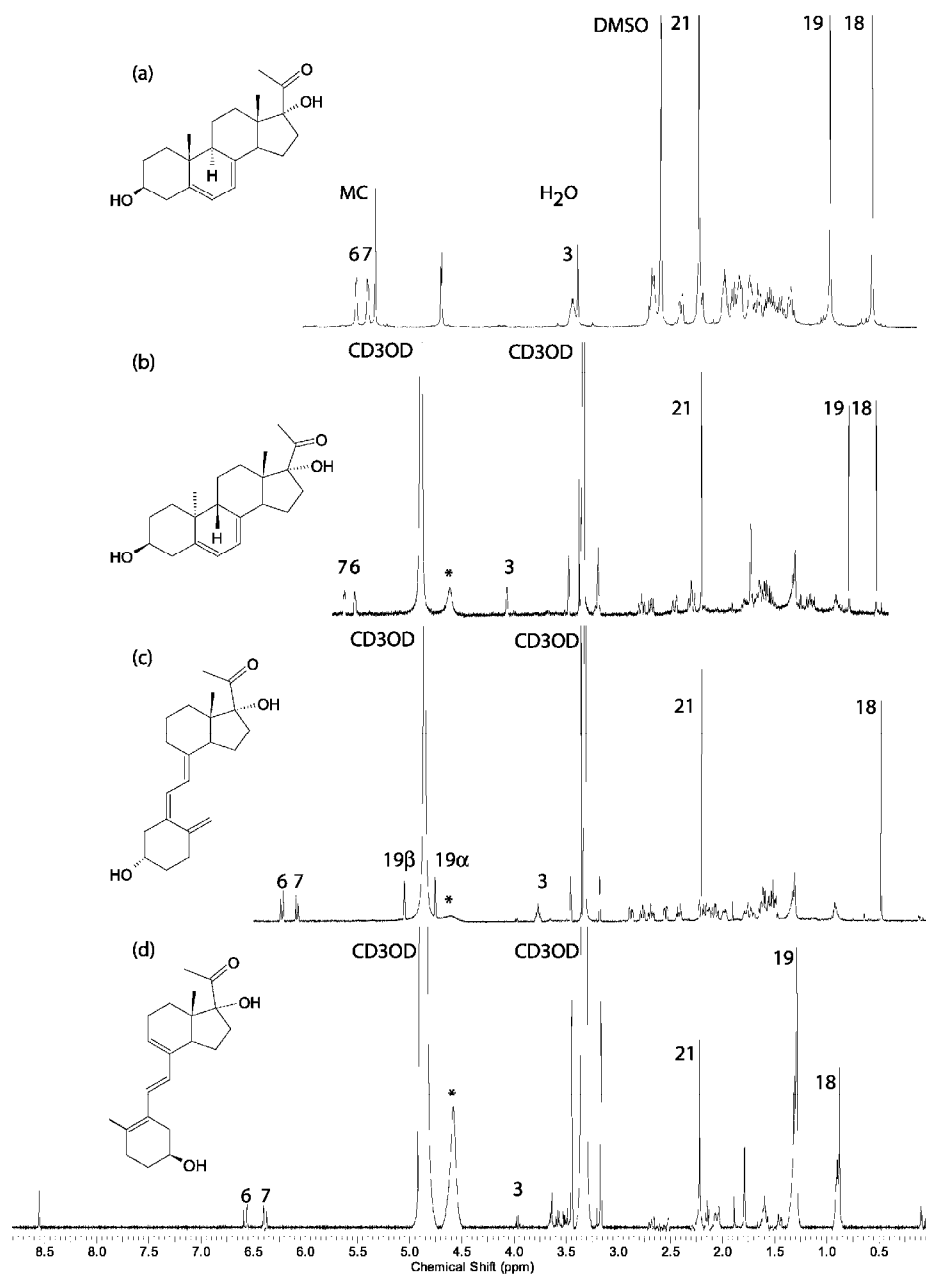 DMSO 21 19 18
(a)
O
OH
H
HO
MC H2O
6 7 3
CD3OD CD3OD
(b)
O
OH
H
HO
21 19 18
7 6 * 3
CD3OD CD3OD
(c)
O
OH
HO
21 18
19β 19α
6 7 * 3
CD3OD CD3OD
(d)
O
OH
OH
19
21
18
*
6 7 3
8.5 8.0 7.5 7.0 6.5 6.0 5.5 5.0 4.5 4.0 3.5 3.0 2.5 2.0 1.5 1.0 0.5
Chemical Shift (ppm)